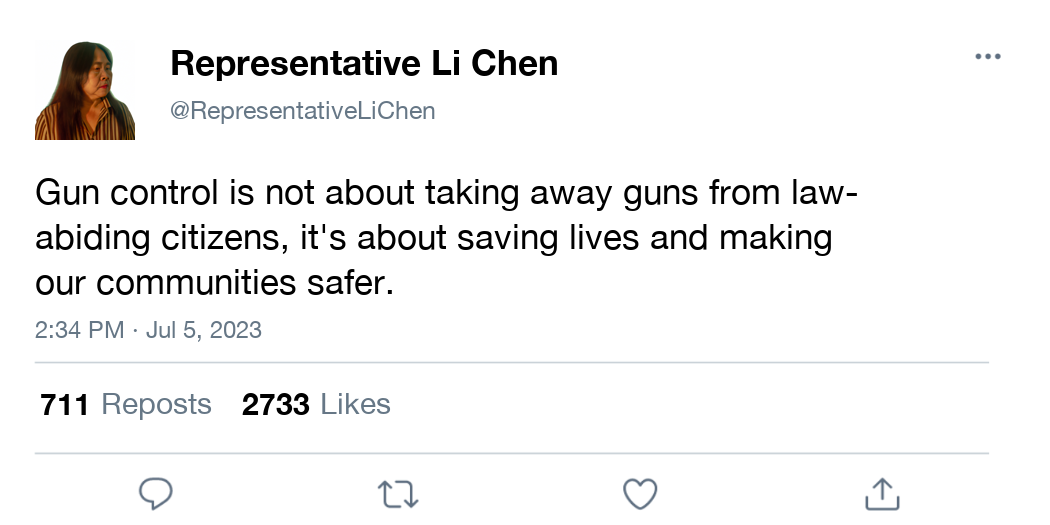 Representative Li Chen
@RepresentativeLiChen
Gun control is not about taking away guns from law-
abiding citizens, it's about saving lives and making
our communities safer.
2:34 PM · Jul 5, 2023
711 Reposts 2733 Likes